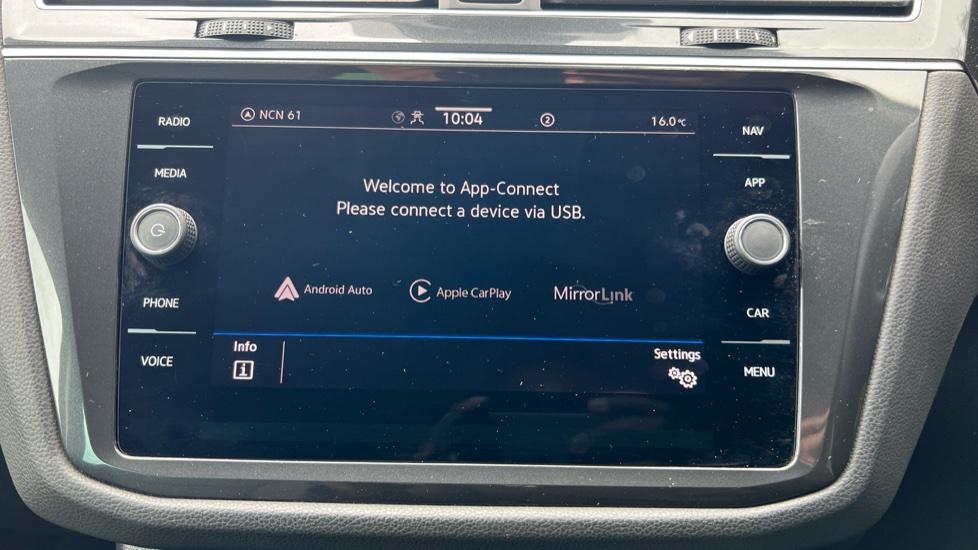 RADIO
MEDIA
PHONE
VOICE
NCN 61
10:04
2
16.0°C
Welcome to App-Connect
Please connect a device via USB.
Android Auto
Apple CarPlay
MirrorLink
Info
i
Settings
NAV
APP
CAR
MENU